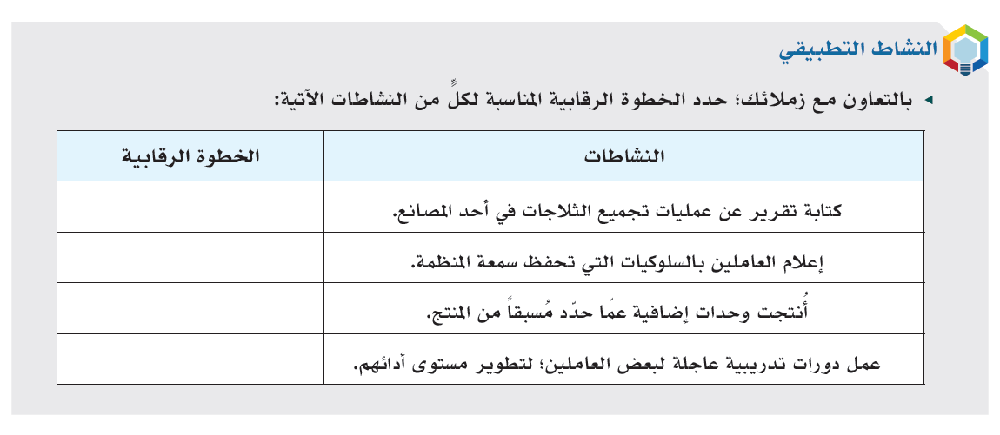 النشاط التطبيقي
بالتعاون مع زملائك؛ حدد الخطوة الرقابية المناسبة لكلٍّ من النشاطات الآتية:
النشاطات الخطوة الرقابية
كتابة تقرير عن عمليات تجميع الثلاجات في أحد المصانع.
إعلام العاملين بالسلوكيات التي تحفظ سمعة المنظمة.
أُنتجت وحدات إضافية عمّا حدّد مُسبقاً من المنتج.
عمل دورات تدريبية عاجلة لبعض العاملين؛ لتطوير مستوى أدائهم.